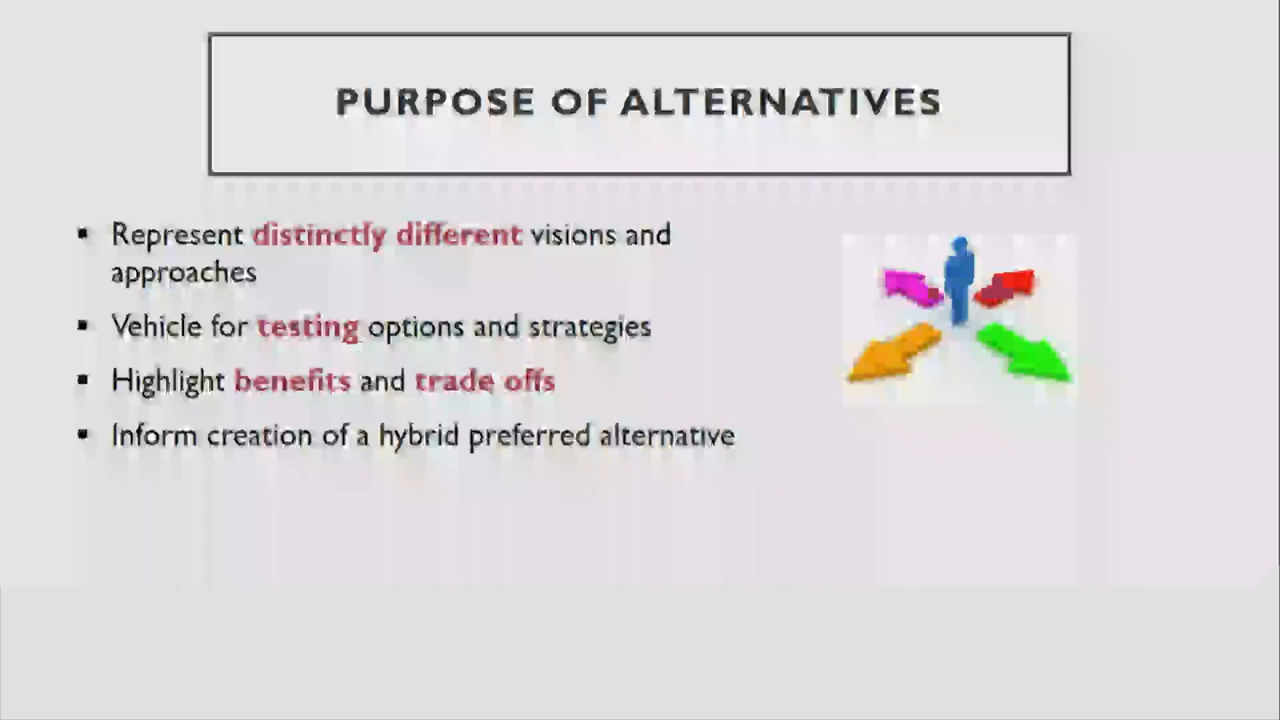 PURPOSE OF ALTERNATIVES
▪ Represent distinctly different visions and
approaches
▪ Vehicle for testing options and strategies
▪ Highlight benefits and trade offs
▪ Inform creation of a hybrid preferred alternative